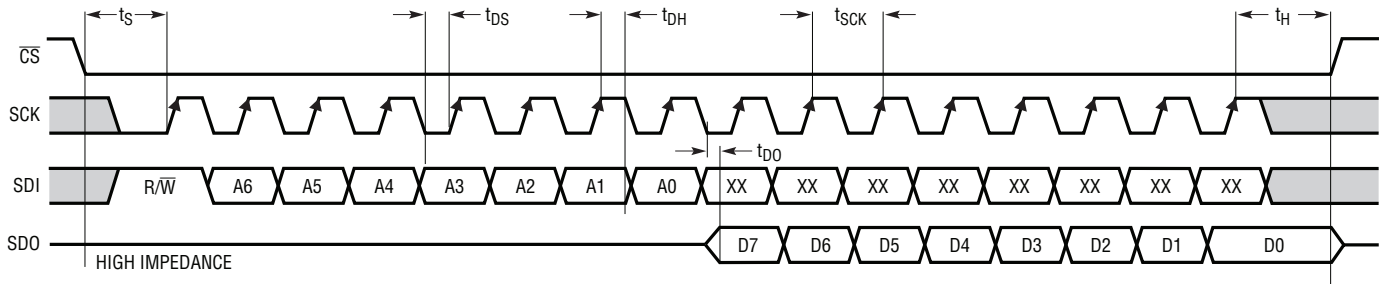 tS tDS tDH tSCK tH
CS
SCK
tDO
SDI R/W A6 A5 A4 A3 A2 A1 A0 XX XX XX XX XX XX XX XX
SDO D7 D6 D5 D4 D3 D2 D1 D0
HIGH IMPEDANCE